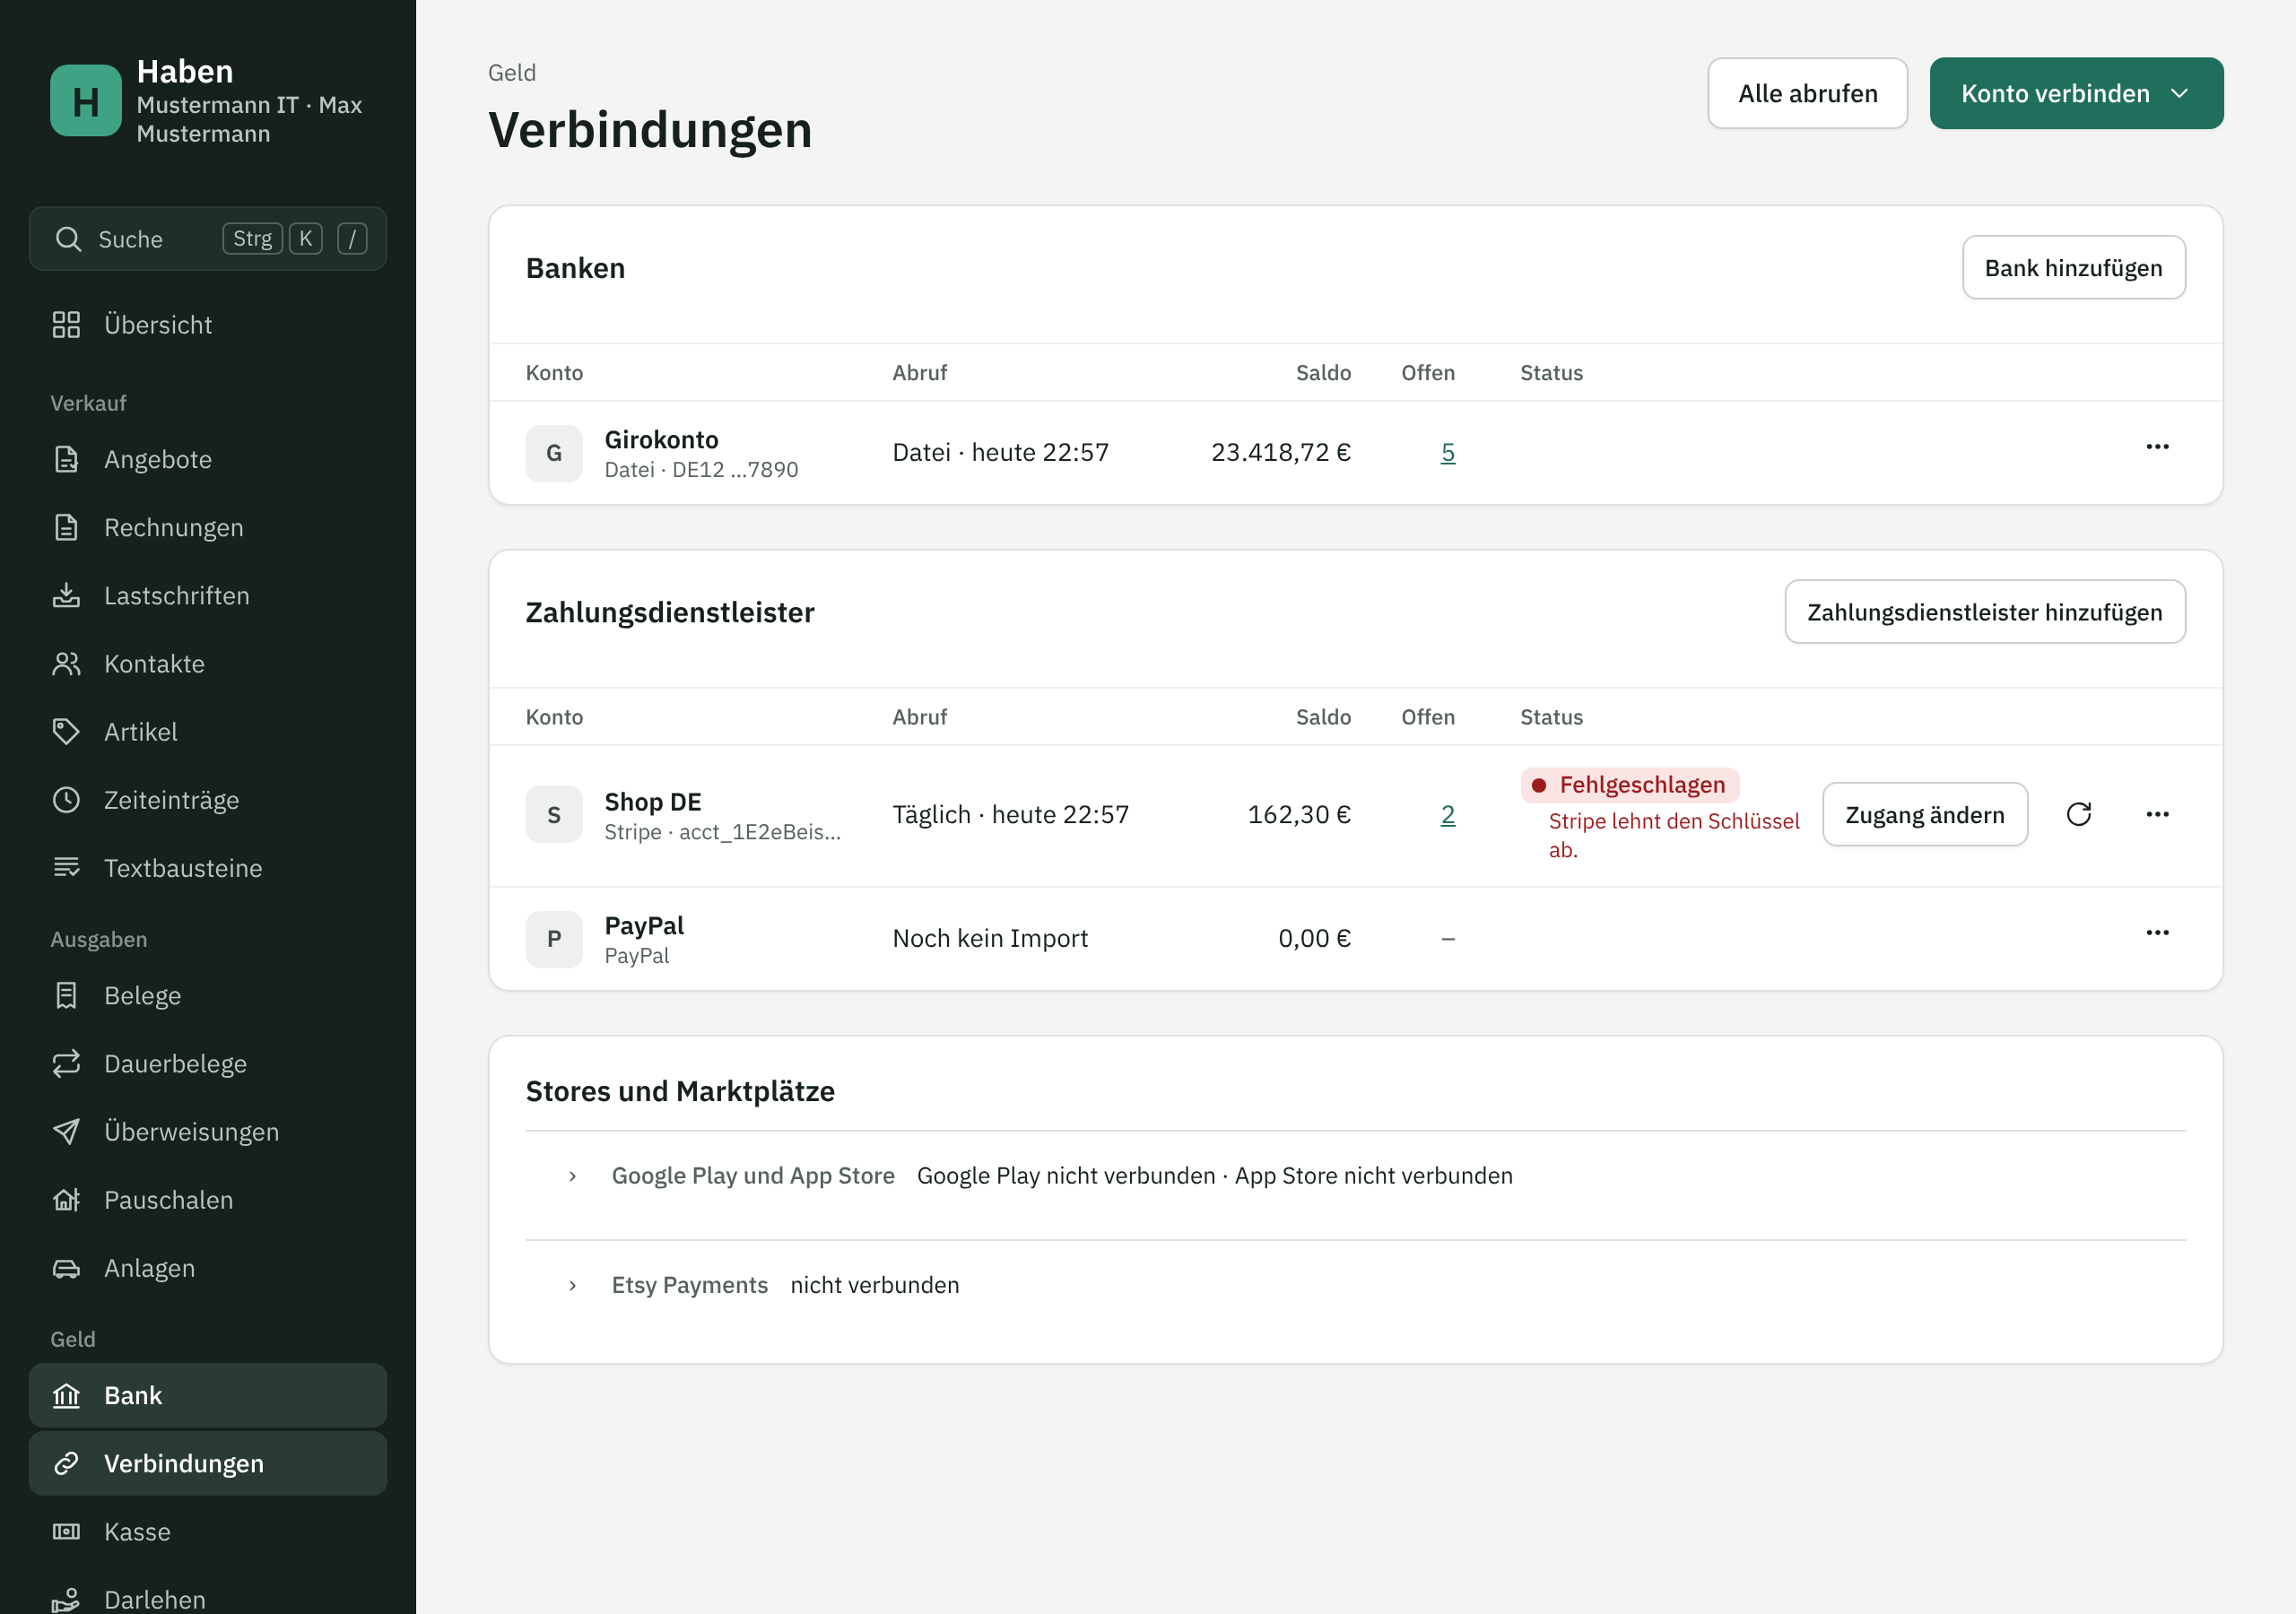 H
Haben
Mustermann IT · Max
Mustermann
Suche Strg K /
Übersicht
Verkauf
Angebote
Rechnungen
Lastschriften
Kontakte
Artikel
Zeiteinträge
Textbausteine
Ausgaben
Belege
Dauerbelege
Überweisungen
Pauschalen
Anlagen
Geld
Bank
Verbindungen
Kasse
Darlehen
Geld
Verbindungen
Alle abrufen
Konto verbinden
Banken
Bank hinzufügen
Konto Abruf Saldo Offen Status
G Girokonto Datei · heute 22:57 23.418,72 € 5 ...
Datei · DE12 ...7890
Zahlungsdienstleister
Zahlungsdienstleister hinzufügen
Konto Abruf Saldo Offen Status
S Shop DE Täglich · heute 22:57 162,30 € 2 Fehlgeschlagen Zugang ändern ...
Stripe · acct_1E2eBeis... Stripe lehnt den Schlüssel
ab.
P PayPal Noch kein Import 0,00 € – ...
PayPal
Stores und Marktplätze
Google Play und App Store Google Play nicht verbunden · App Store nicht verbunden
Etsy Payments nicht verbunden